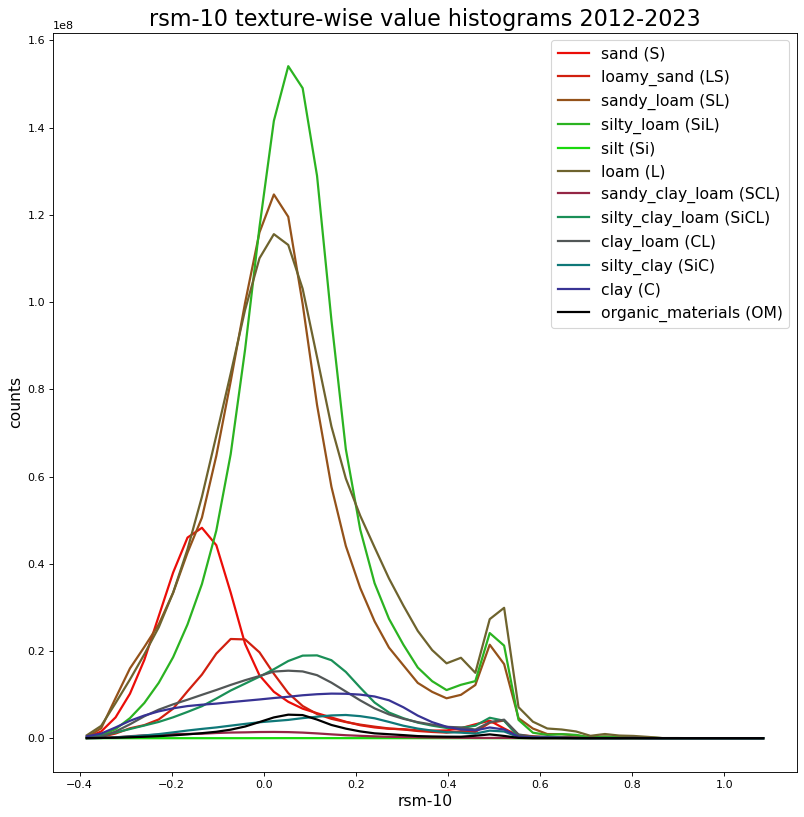 rsm-10 texture-wise value histograms 2012-2023
1e8
1.6
1.4
1.2
1.0
0.8
0.6
0.4
0.2
0.0
counts
sand (S)
loamy_sand (LS)
sandy_loam (SL)
silty_loam (SiL)
silt (Si)
loam (L)
sandy_clay_loam (SCL)
silty_clay_loam (SiCL)
clay_loam (CL)
silty_clay (SiC)
clay (C)
organic_materials (OM)
−0.4 −0.2 0.0 0.2 0.4 0.6 0.8 1.0
rsm-10